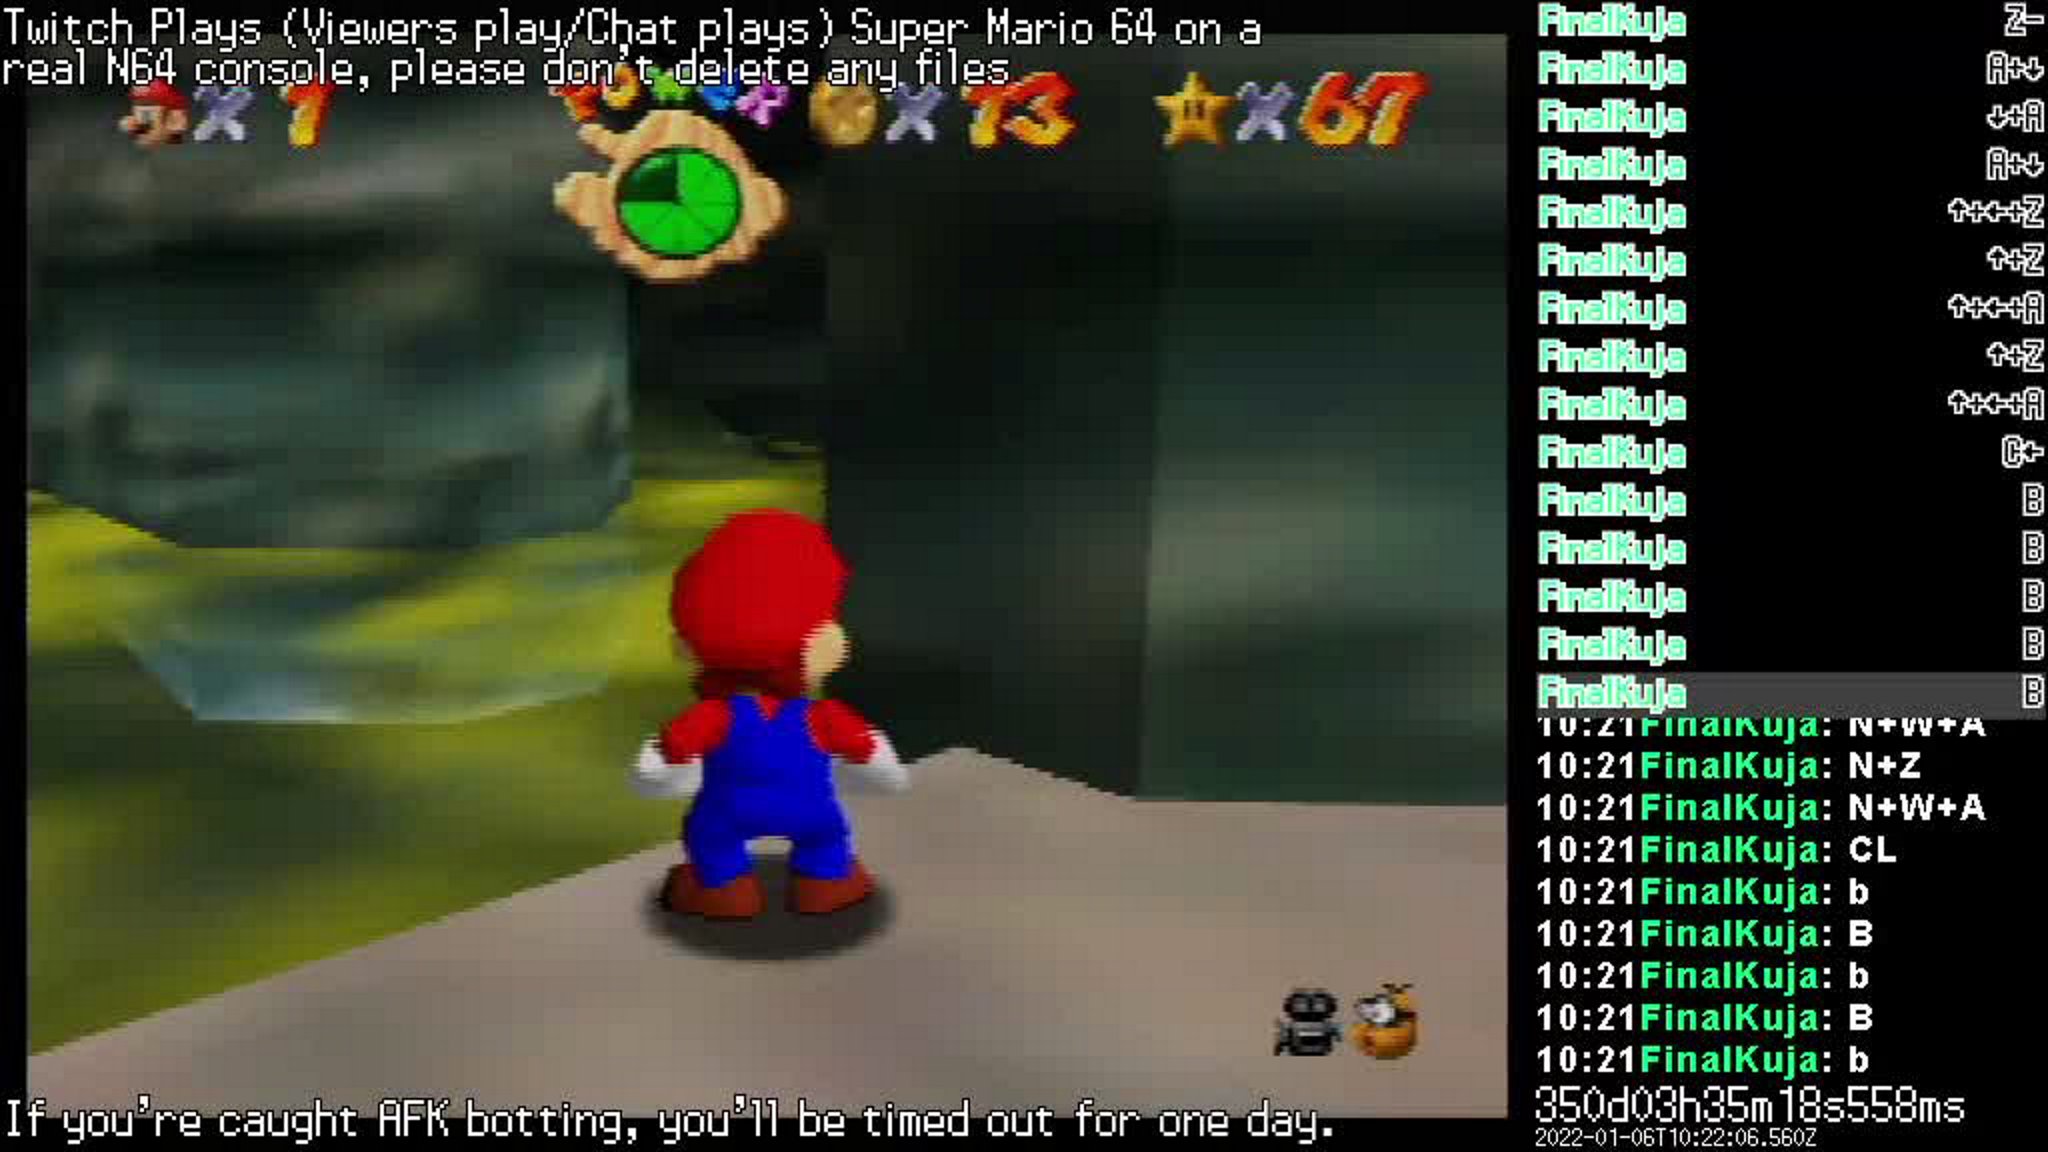 Twitch Plays (Viewers play/Chat plays) Super Mario 64 on a
real N64 console, please don't delete any files
POWER
× 1
× 73
× 67
FinalKuja Z-
FinalKuja A+↓
FinalKuja ↓+A
FinalKuja A+↓
FinalKuja ↑+←+Z
FinalKuja ↑+Z
FinalKuja ↑+←+A
FinalKuja ↑+Z
FinalKuja ↑+←+A
FinalKuja C←
FinalKuja B
FinalKuja B
FinalKuja B
FinalKuja B
FinalKuja B
10:21FinalKuja: N+W+A
10:21FinalKuja: N+Z
10:21FinalKuja: N+W+A
10:21FinalKuja: CL
10:21FinalKuja: b
10:21FinalKuja: B
10:21FinalKuja: b
10:21FinalKuja: B
10:21FinalKuja: b
350d03h35m18s558ms
2022-01-06T10:22:06.560Z
If you're caught AFK botting, you'll be timed out for one day.